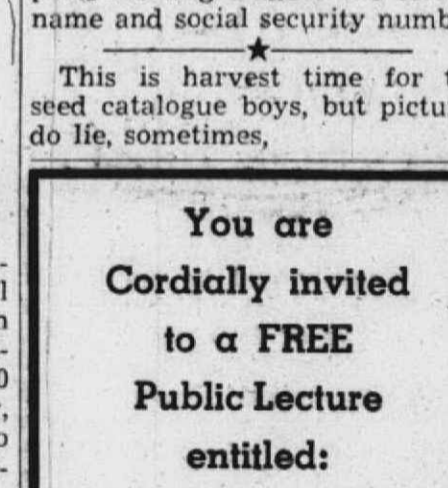 name and social security numb
This is harvest time for t
seed catalogue boys, but pictu
do lie, sometimes,
You are
Cordially invited
to a FREE
Public Lecture
entitled: